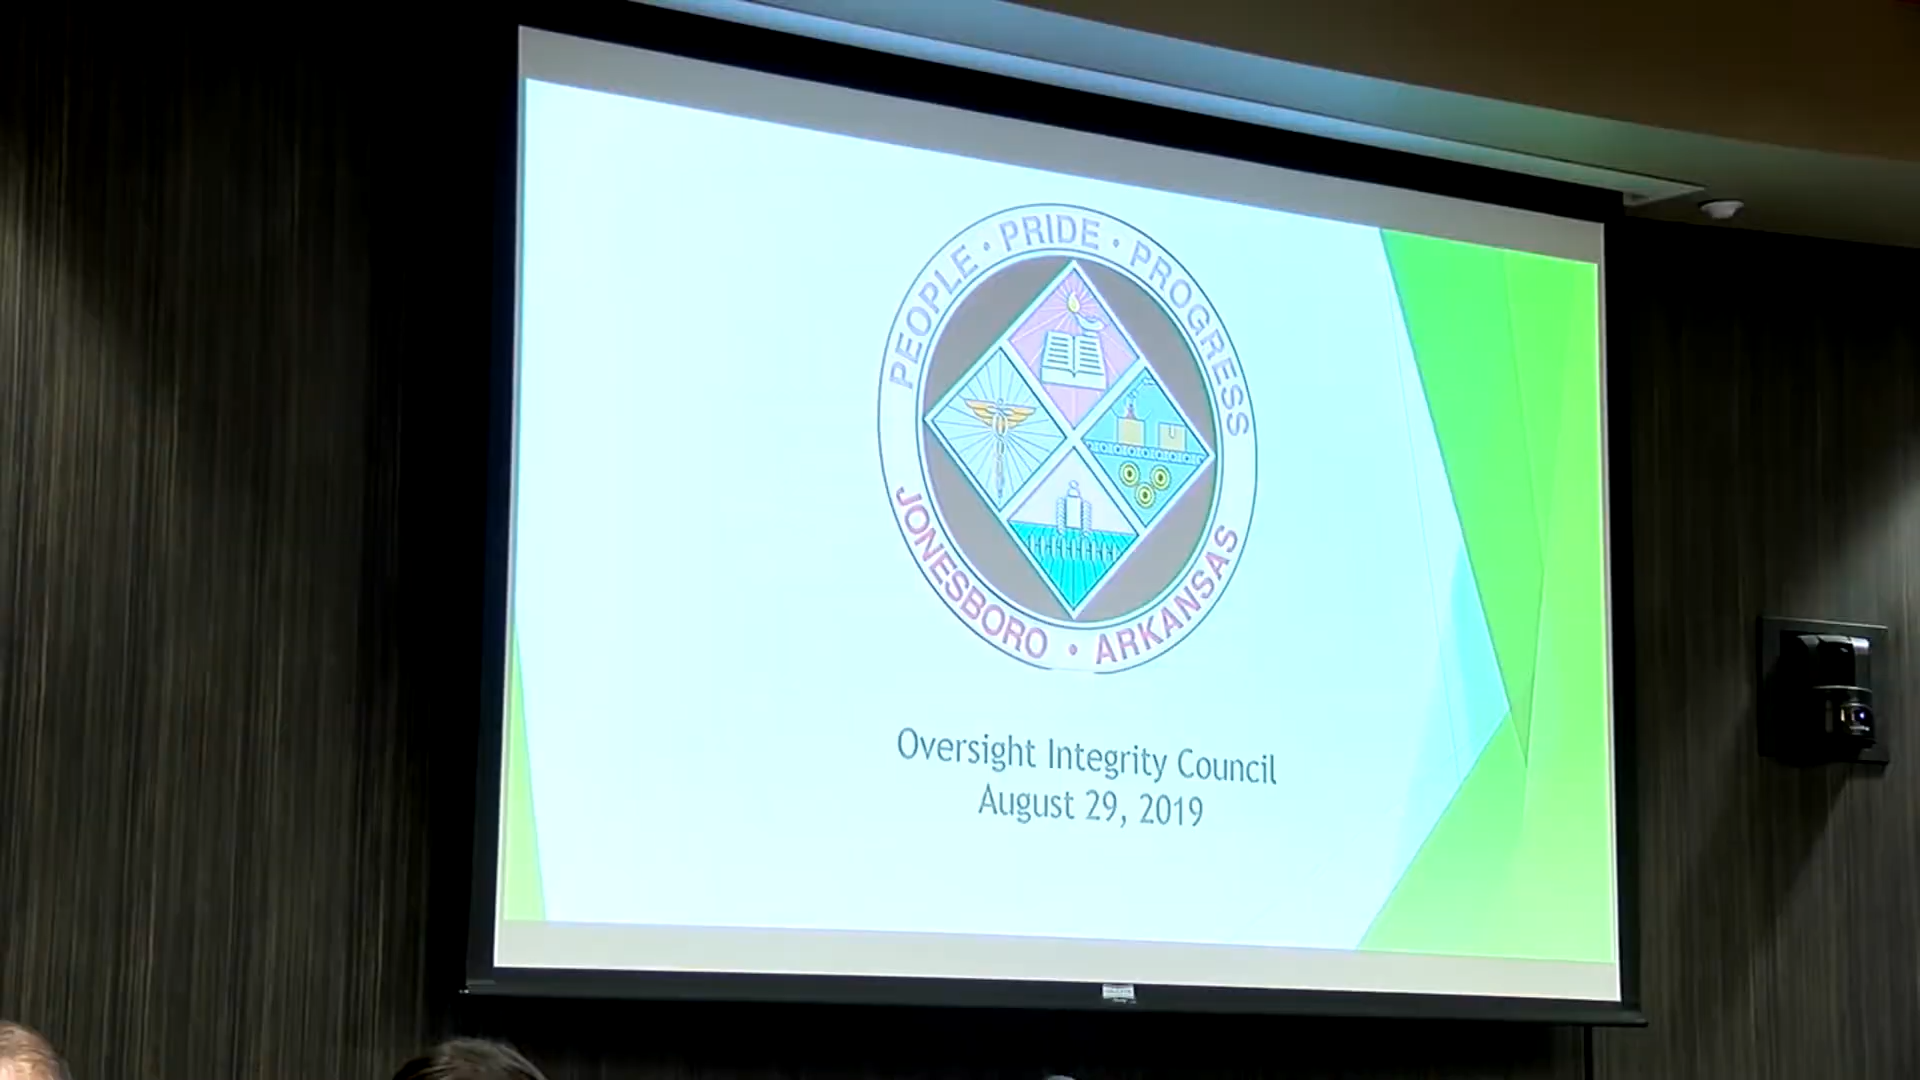 PEOPLE • PRIDE • PROGRESS
JONESBORO • ARKANSAS
Oversight Integrity Council
August 29, 2019